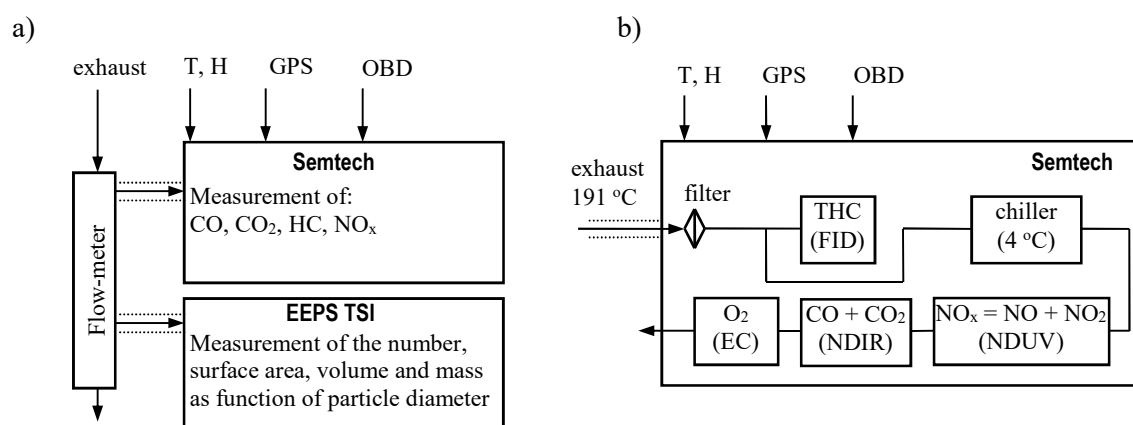 a)
exhaust
T, H
GPS
OBD
Semtech
Measurement of:
CO, CO₂, HC, NOₓ
Flow-meter
EEPS TSI
Measurement of the number,
surface area, volume and mass
as function of particle diameter
b)
T, H
GPS
OBD
Semtech
exhaust
191 °C
filter
THC
(FID)
chiller
(4 °C)
O₂
(EC)
CO + CO₂
(NDIR)
NOₓ = NO + NO₂
(NDUV)